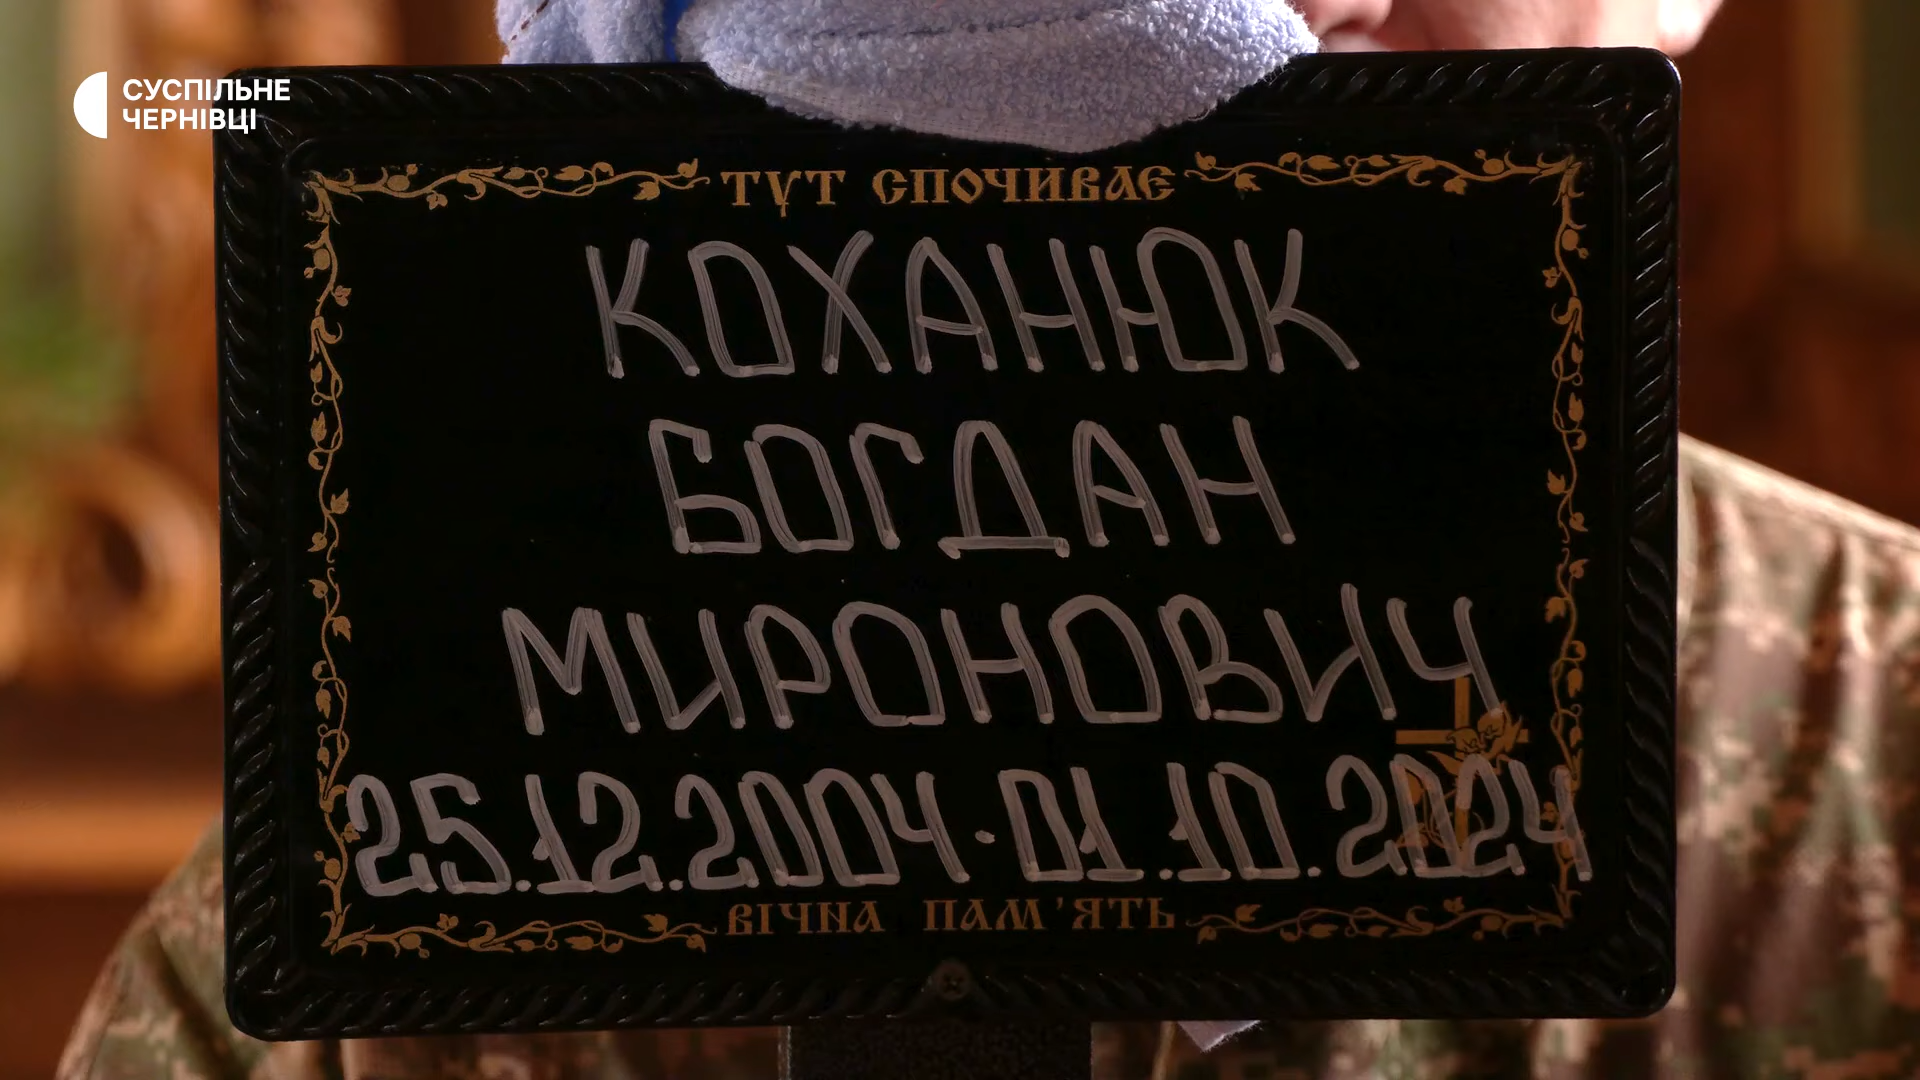 СУСПІЛЬНЕ
ЧЕРНІВЦІ
ТУТ СПОЧИВАЄ
КОХАНЮК
БОГДАН
МИРОНОВИЧ
25.12.2004-01.10.2024
ВІЧНА ПАМ'ЯТЬ